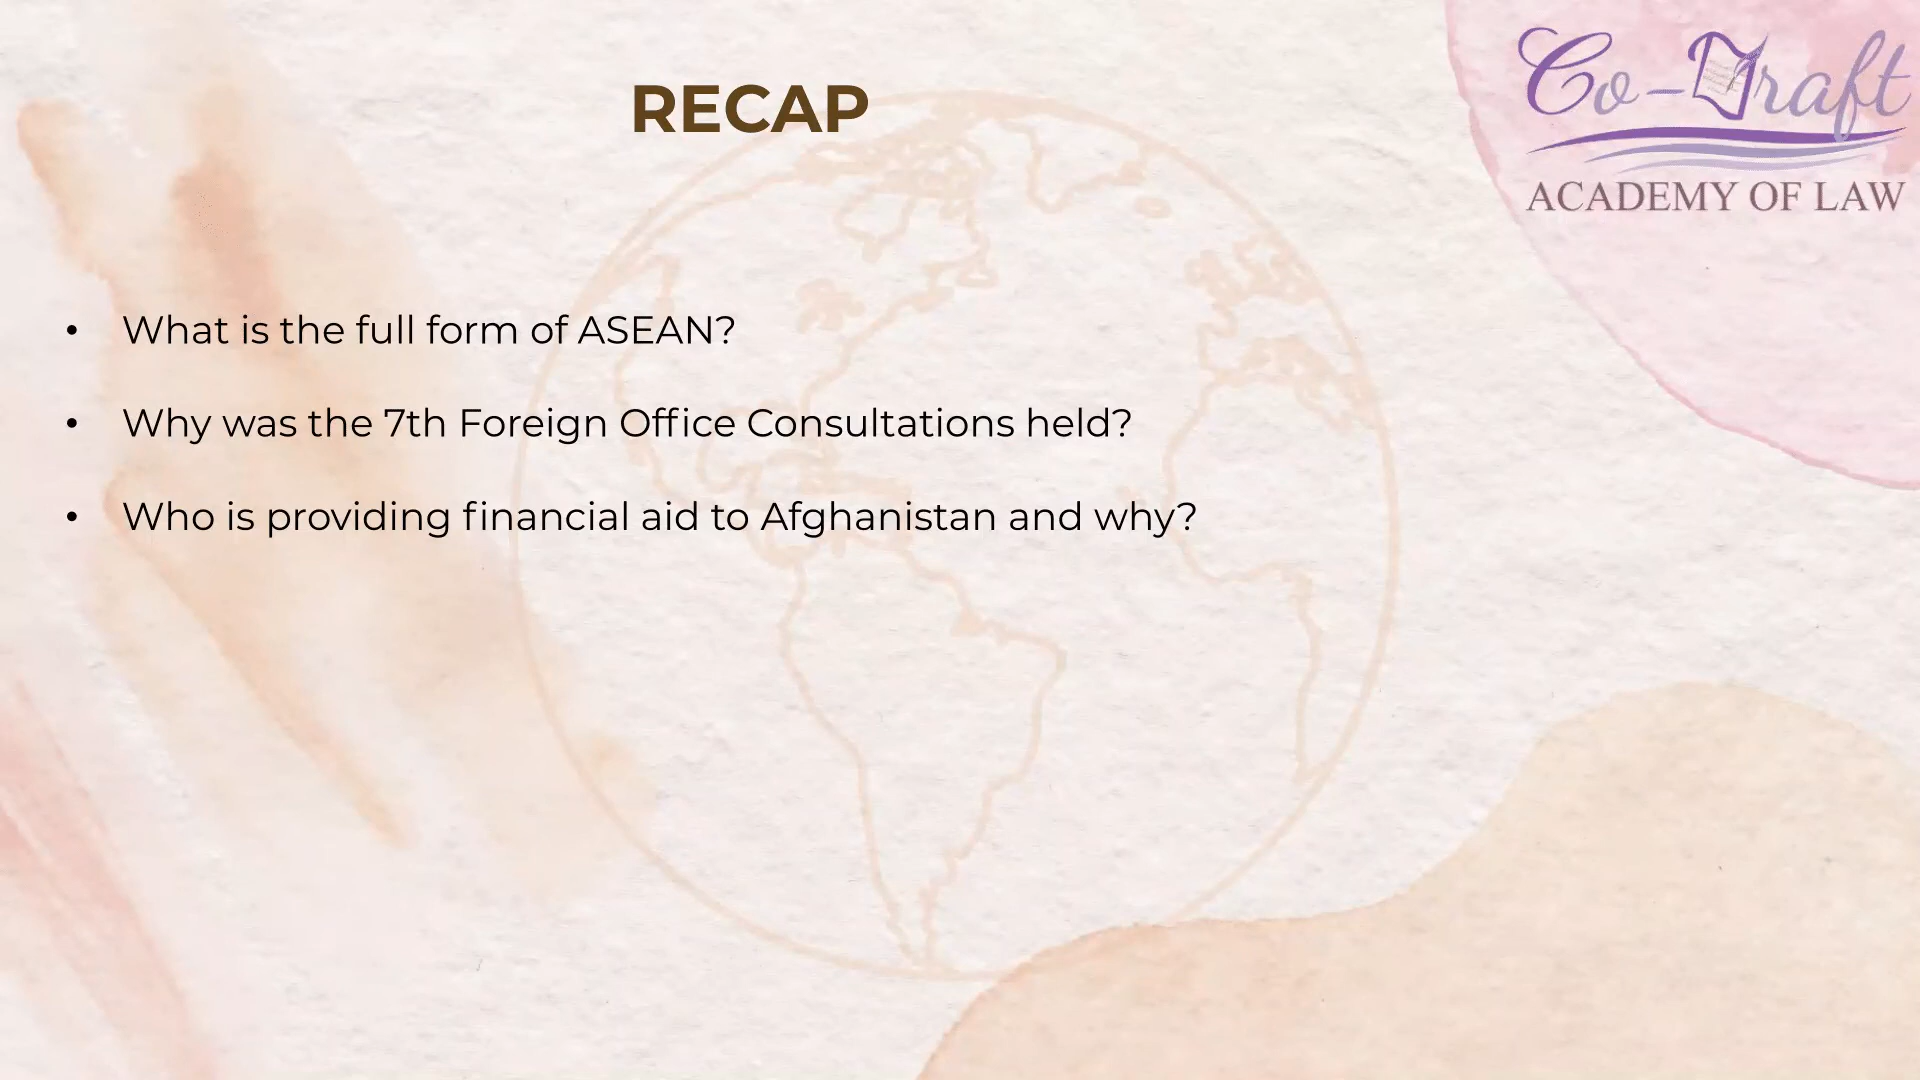 Co-Draft
ACADEMY OF LAW
RECAP
• What is the full form of ASEAN?
• Why was the 7th Foreign Office Consultations held?
• Who is providing financial aid to Afghanistan and why?